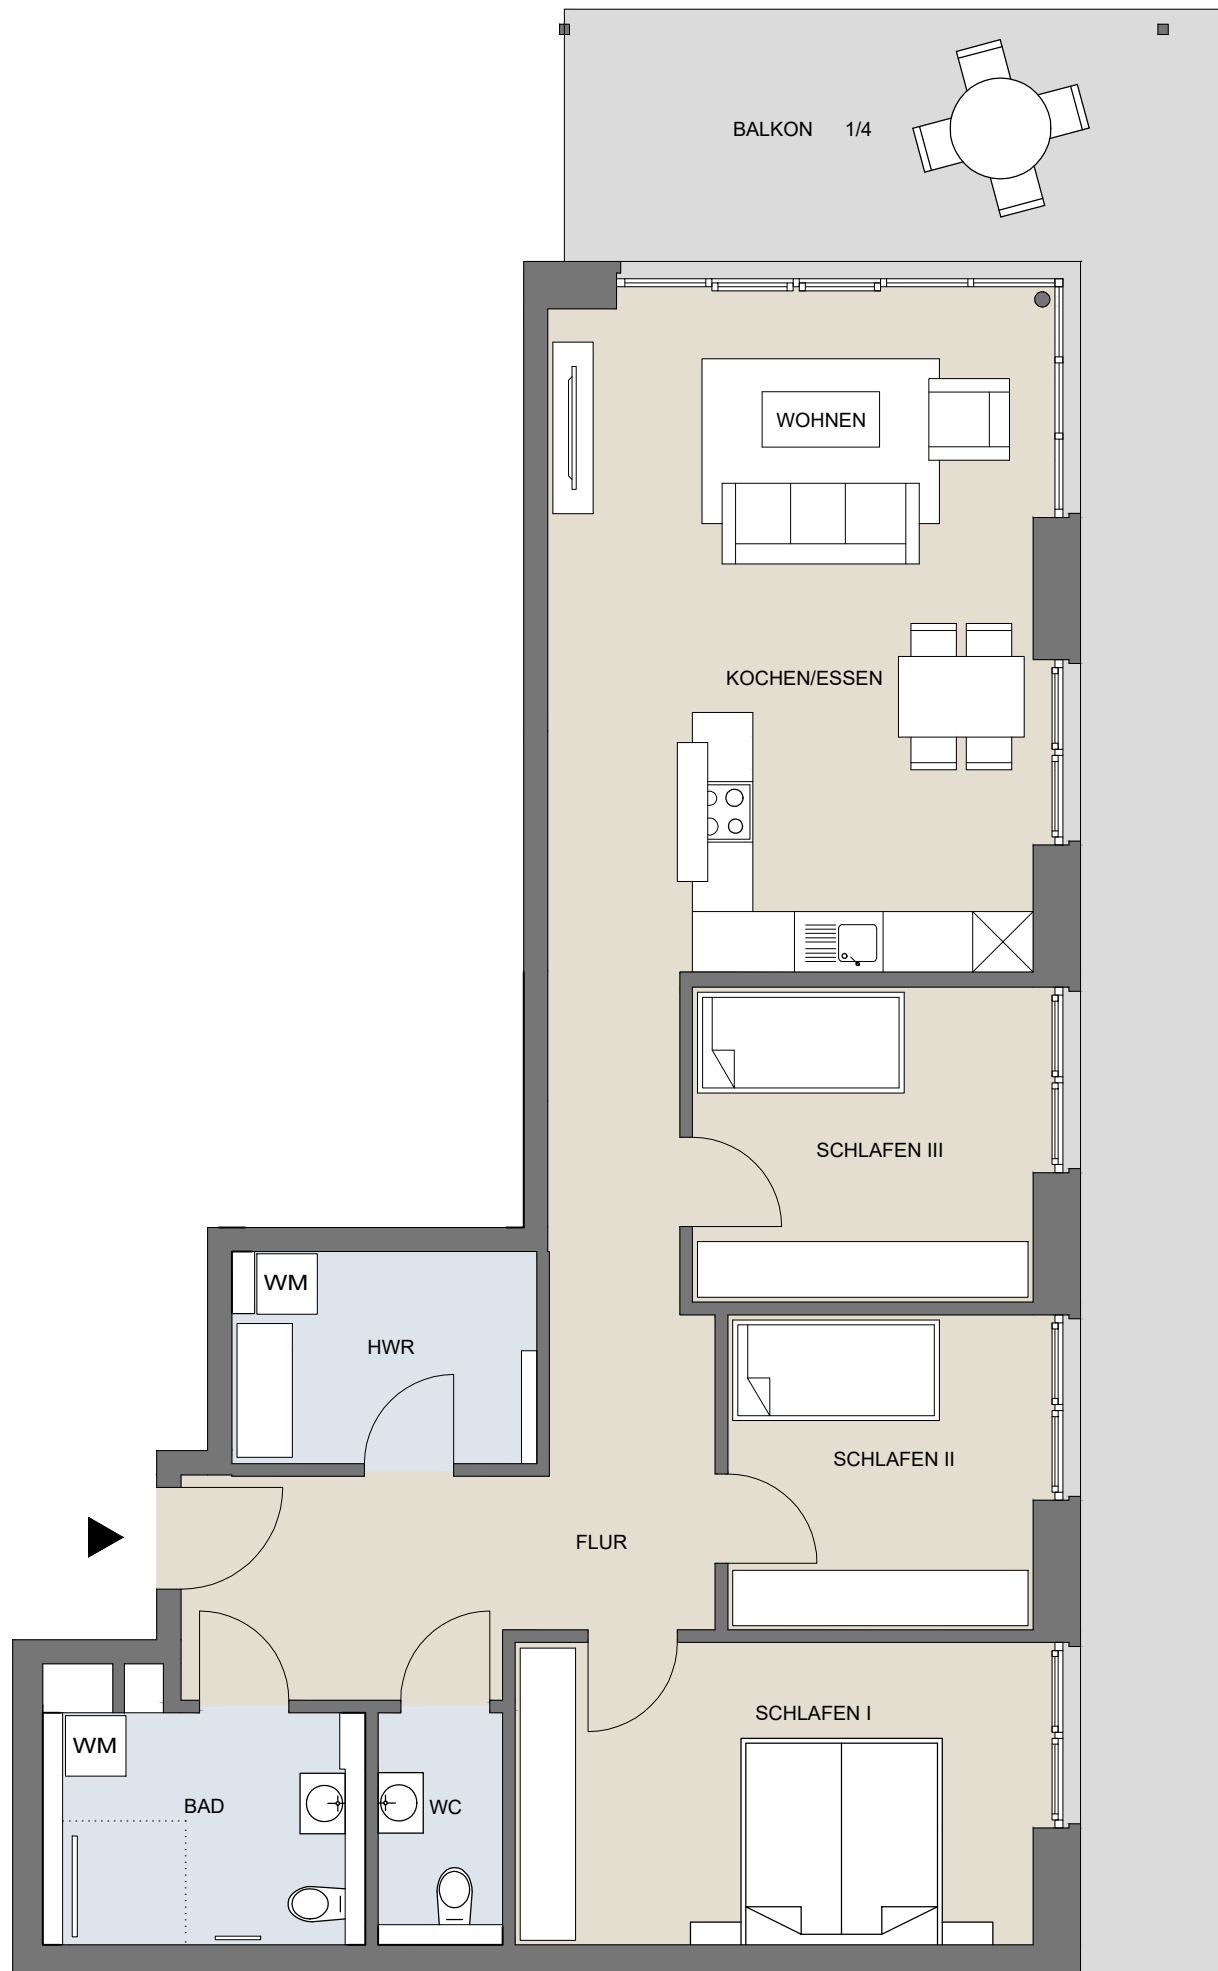 BALKON 1/4
WOHNEN
KOCHEN/ESSEN
SCHLAFEN III
WM
HWR
SCHLAFEN II
FLUR
SCHLAFEN I
WM
BAD
WC